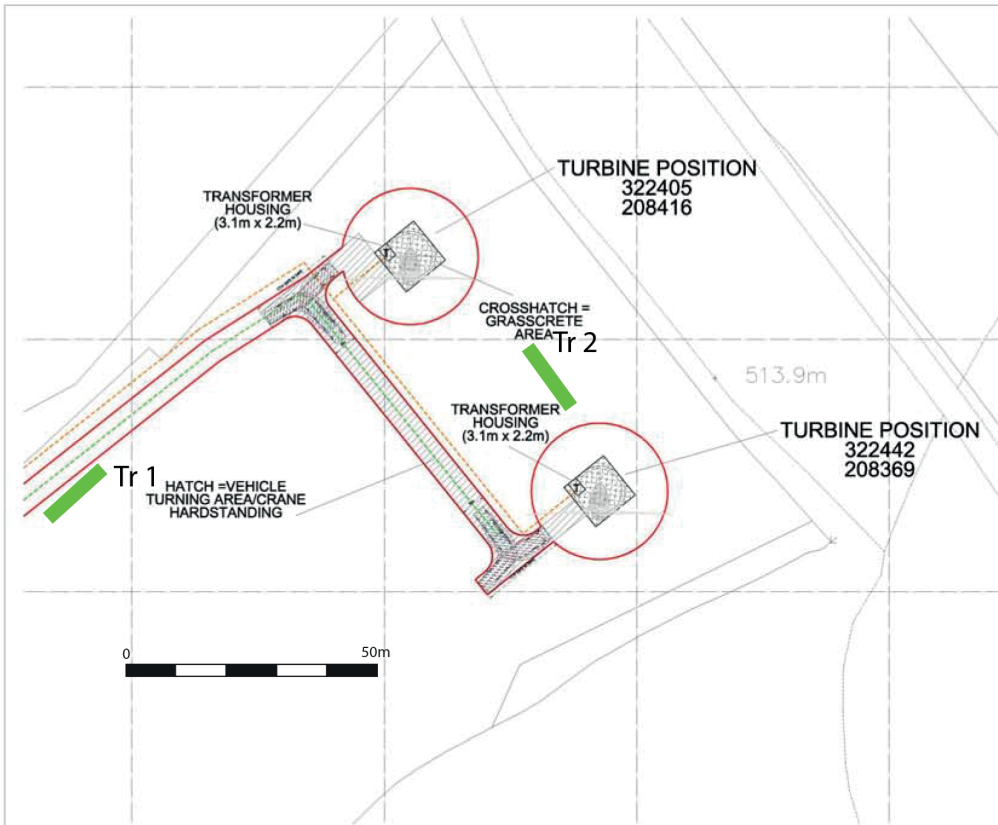 TURBINE POSITION
322405
208416
TRANSFORMER
HOUSING
(3.1m x 2.2m)
CROSSHATCH =
GRASSCRETE
AREA
Tr 2
513.9m
TRANSFORMER
HOUSING
(3.1m x 2.2m)
TURBINE POSITION
322442
208369
Tr 1
HATCH =VEHICLE
TURNING AREA/CRANE
HARDSTANDING
0
50m